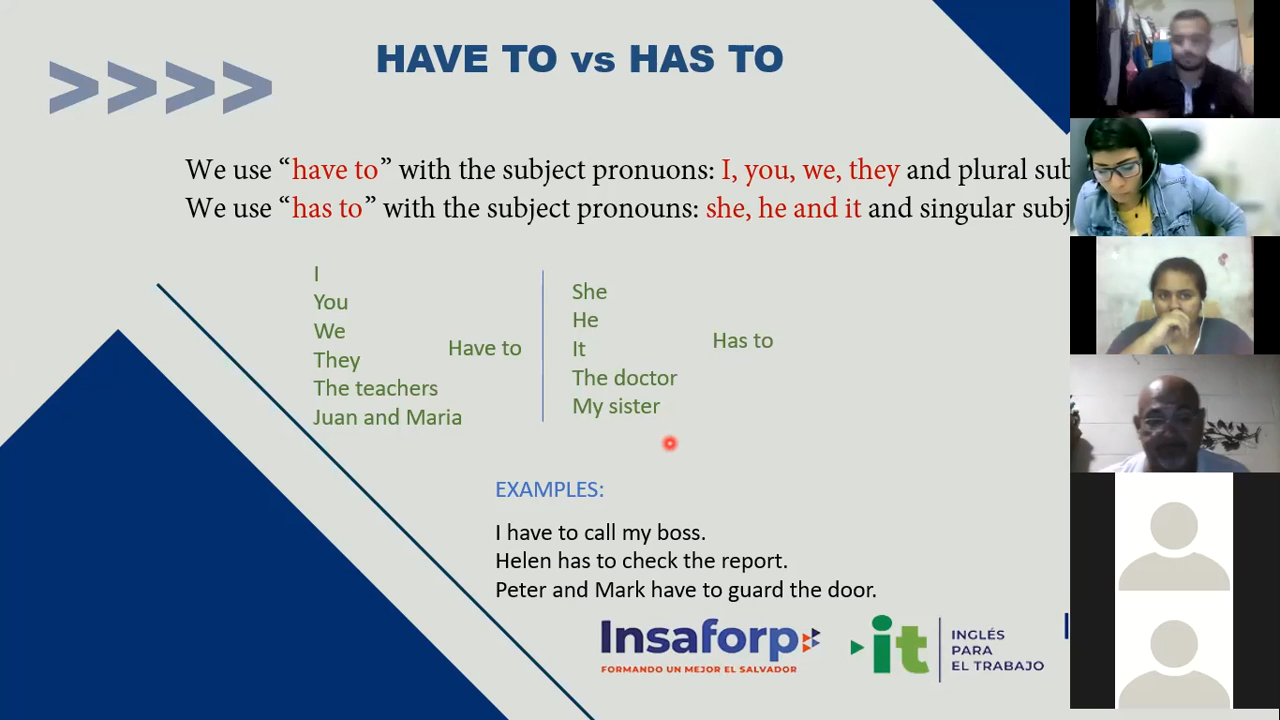 >>>>
HAVE TO vs HAS TO
We use “have to” with the subject pronuons: I, you, we, they and plural sub
We use “has to” with the subject pronouns: she, he and it and singular subj
I
You
We
They
The teachers
Juan and Maria
Have to
She
He
It
The doctor
My sister
Has to
EXAMPLES:
I have to call my boss.
Helen has to check the report.
Peter and Mark have to guard the door.
Insaforp
FORMANDO UN MEJOR EL SALVADOR
it
INGLÉS
PARA
EL TRABAJO